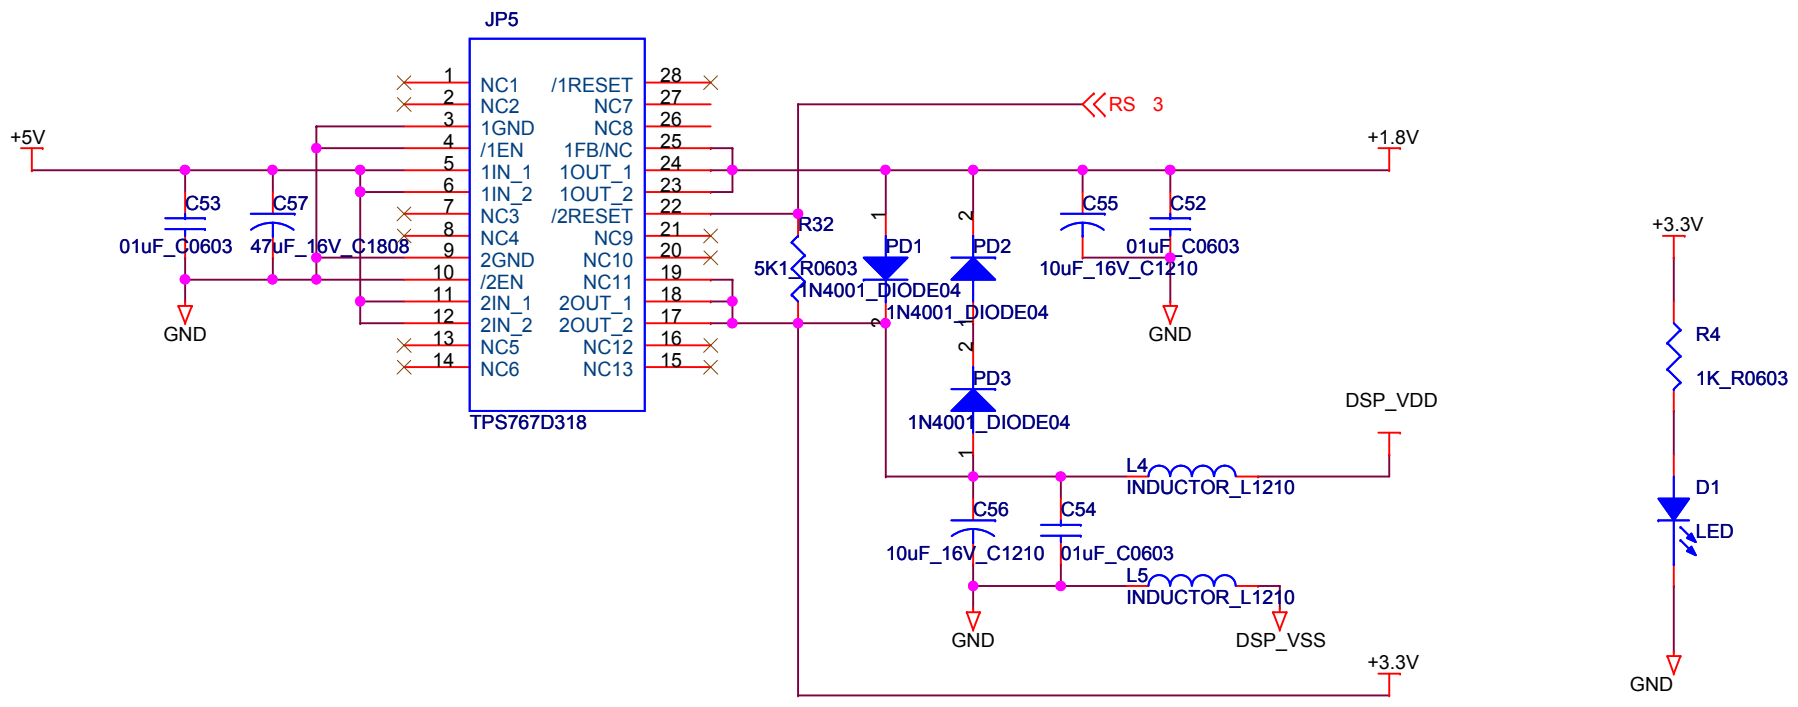 JP5
1
2
3
4
5
6
7
8
9
10
11
12
13
14
NC1
NC2
1GND
/1EN
1IN_1
1IN_2
NC3
NC4
2GND
/2EN
2IN_1
2IN_2
NC5
NC6
/1RESET
NC7
NC8
1FB/NC
1OUT_1
1OUT_2
/2RESET
NC9
NC10
NC11
2OUT_1
2OUT_2
NC12
NC13
28
27
26
25
24
23
22
21
20
19
18
17
16
15
TPS767D318
+5V
C53
01uF_C0603
C57
47uF_16V_C1808
GND
RS 3
+1.8V
R32
5K1_R0603
1
PD1
1N4001_DIODE04
2
2
PD2
1N4001_DIODE04
1
2
PD3
1N4001_DIODE04
1
C55
10uF_16V_C1210
C52
01uF_C0603
GND
DSP_VDD
L4
INDUCTOR_L1210
C56
10uF_16V_C1210
C54
01uF_C0603
L5
INDUCTOR_L1210
GND
DSP_VSS
+3.3V
+3.3V
R4
1K_R0603
D1
LED
GND